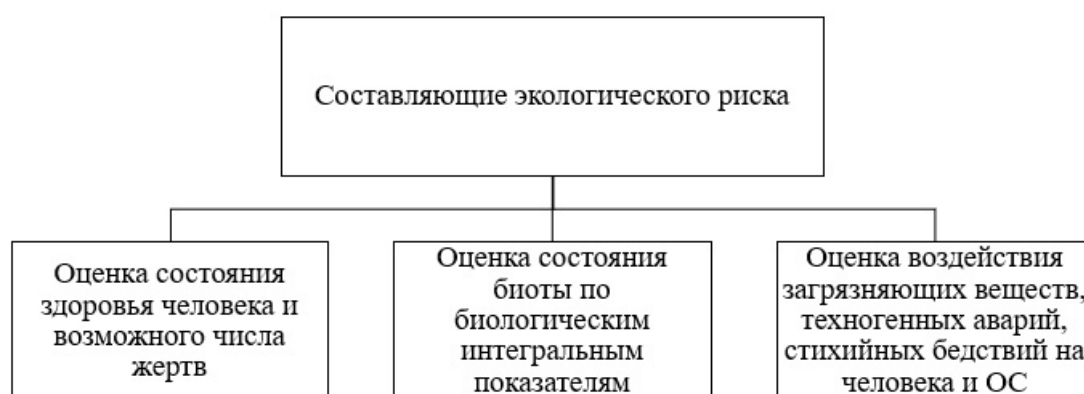 Составляющие экологического риска
Оценка состояния
здоровья человека и
возможного числа
жертв
Оценка состояния
биоты по
биологическим
интегральным
показателям
Оценка воздействия
загрязняющих веществ,
техногенных аварий,
стихийных бедствий на
человека и ОС